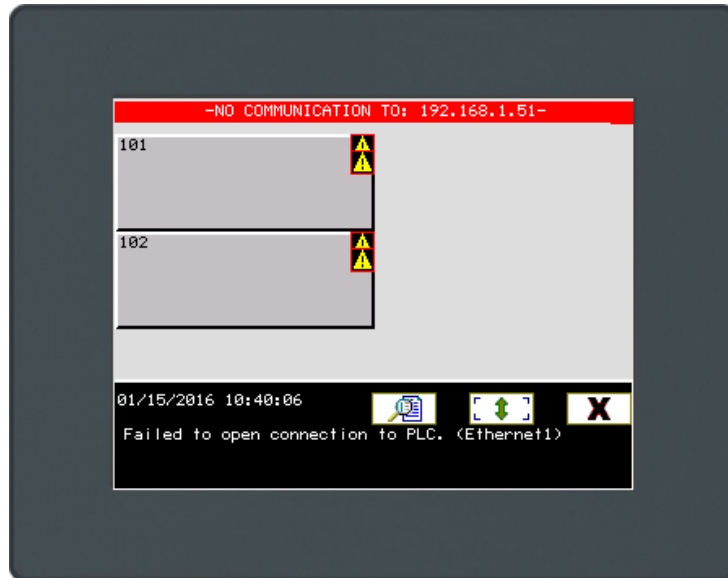 -NO COMMUNICATION TO: 192.168.1.51-
101
102
01/15/2016 10:40:06
Failed to open connection to PLC. (Ethernet1)